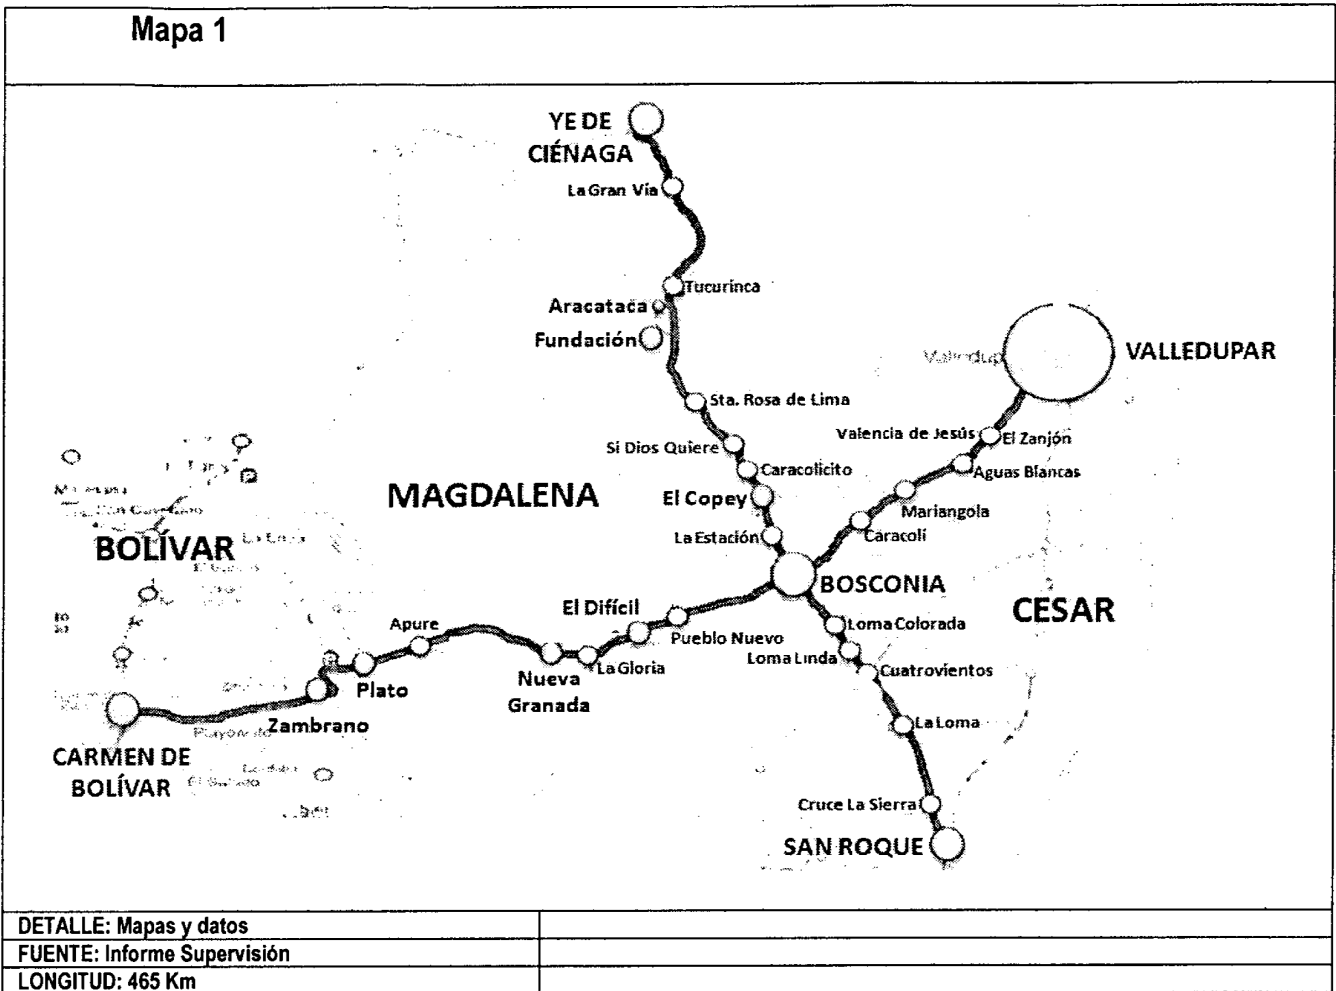 Mapa 1
YE DE
CIÉNAGA
La Gran Vía
Tucurinca
Aracataca
Fundación
VALLEDUPAR
Sta. Rosa de Lima
Valencia de Jesús
El Zanjón
Si Dios Quiere
Caracolicito
Aguas Blancas
MAGDALENA
El Copey
Mariangola
La Estación
Caracolí
BOLÍVAR
BOSCONIA
CESAR
El Difícil
Apure
Pueblo Nuevo
Loma Colorada
Loma Linda
La Gloria
Cuatrovientos
Nueva
Granada
Plato
Zambrano
La Loma
CARMEN DE
BOLÍVAR
Cruce La Sierra
SAN ROQUE
DETALLE: Mapas y datos
FUENTE: Informe Supervisión
LONGITUD: 465 Km